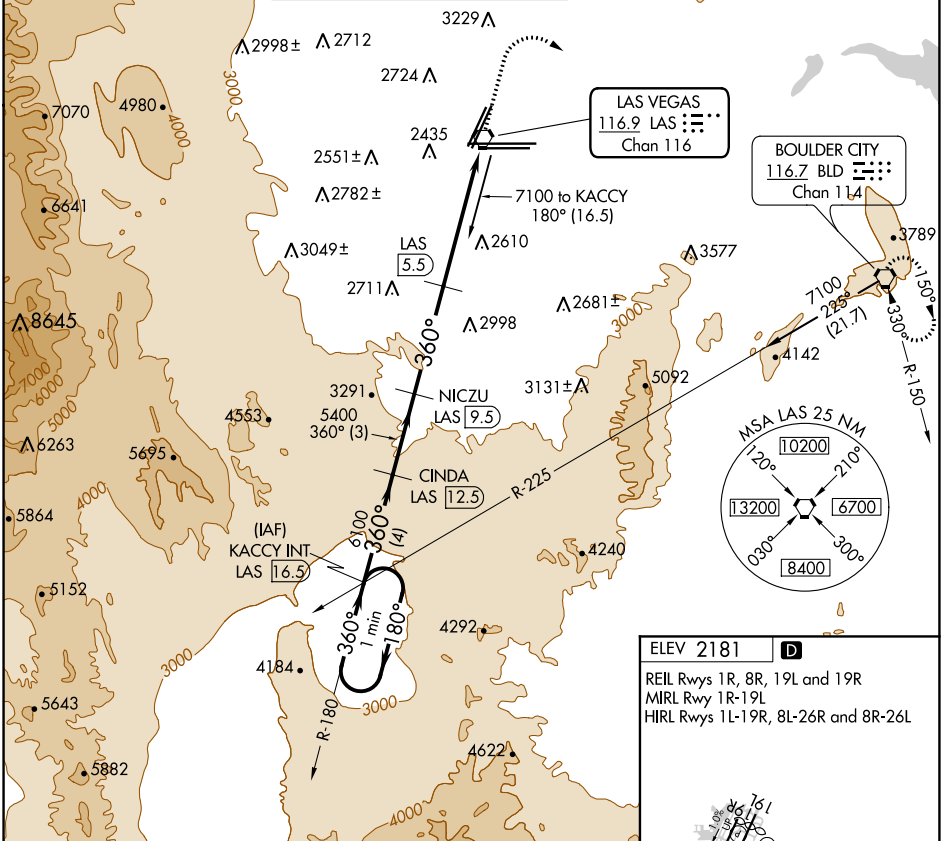 3229
2998±
2712
2724
7070
4980
3000
4000
2435
2551±
LAS VEGAS
116.9 LAS
Chan 116
BOULDER CITY
116.7 BLD
Chan 114
2782±
6641
7100 to KACCY
180° (16.5)
3049±
LAS
5.5
2610
3577
3789
2711
2681±
7100
225°
(21.7)
150°
330°
R-150
8645
2998
3000
360°
4142
7000
6000
5000
3291
3131±
5092
NICZU
LAS 9.5
5400
360° (3)
4553
6263
5695
MSA LAS 25 NM
10200
120°
210°
13200
6700
030°
300°
8400
CINDA
LAS 12.5
R-225
4000
5864
(IAF)
KACCY INT
LAS 16.5
6100
360°
(4)
4240
5152
360°
1 min
180°
4292
3000
4184
3000
R-180
5643
5882
4622
4000
ELEV 2181
D
REIL Rwys 1R, 8R, 19L and 19R
MIRL Rwy 1R-19L
HIRL Rwys 1L-19R, 8L-26R and 8R-26L
19R
19L
1.0%
UP